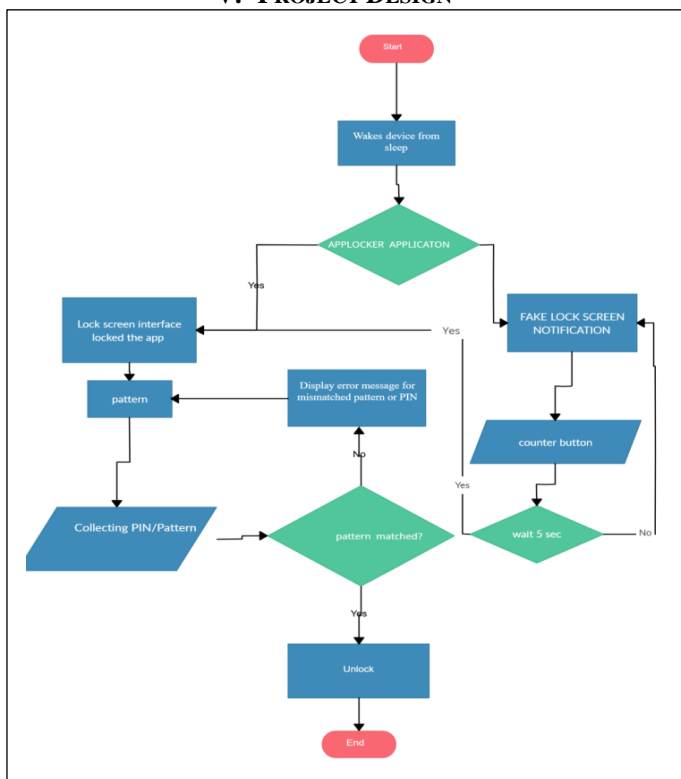 V. PROJECT DESIGN
Start
Wakes device from
sleep
APPLOCKER APPLICATON
Yes
Lock screen interface
locked the app
Yes
FAKE LOCK SCREEN
NOTIFICATION
pattern
Display error message for
mismatched pattern or PIN
counter button
No
Yes
Collecting PIN/Pattern
pattern matched?
wait 5 sec
No
Yes
Unlock
End